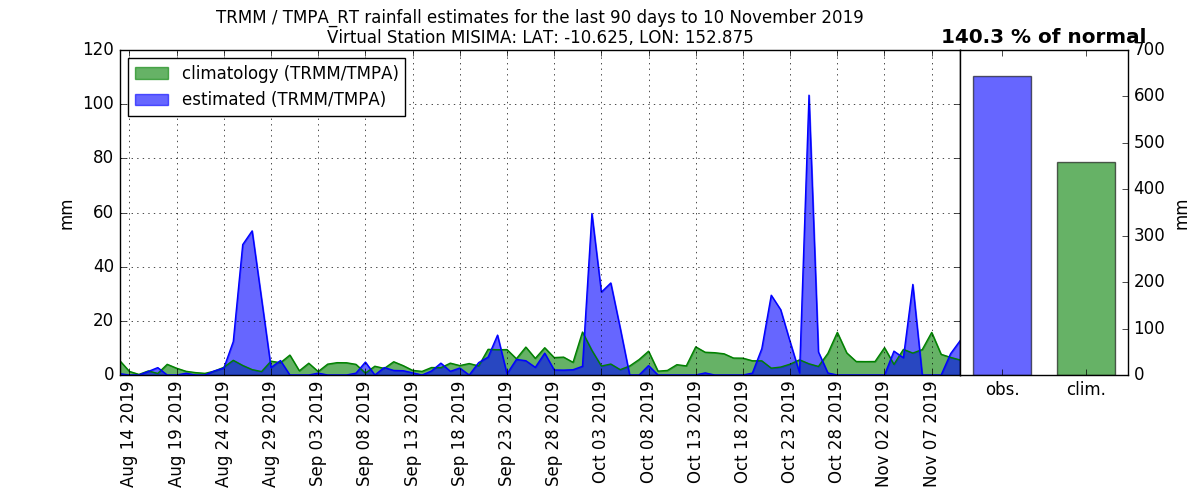 TRMM / TMPA_RT rainfall estimates for the last 90 days to 10 November 2019
Virtual Station MISIMA: LAT: -10.625, LON: 152.875
140.3 % of normal
climatology (TRMM/TMPA)
estimated (TRMM/TMPA)
mm
120
100
80
60
40
20
0
Aug 14 2019
Aug 19 2019
Aug 24 2019
Aug 29 2019
Sep 03 2019
Sep 08 2019
Sep 13 2019
Sep 18 2019
Sep 23 2019
Sep 28 2019
Oct 03 2019
Oct 08 2019
Oct 13 2019
Oct 18 2019
Oct 23 2019
Oct 28 2019
Nov 02 2019
Nov 07 2019
obs.
clim.
700
600
500
400
300
200
100
0
mm